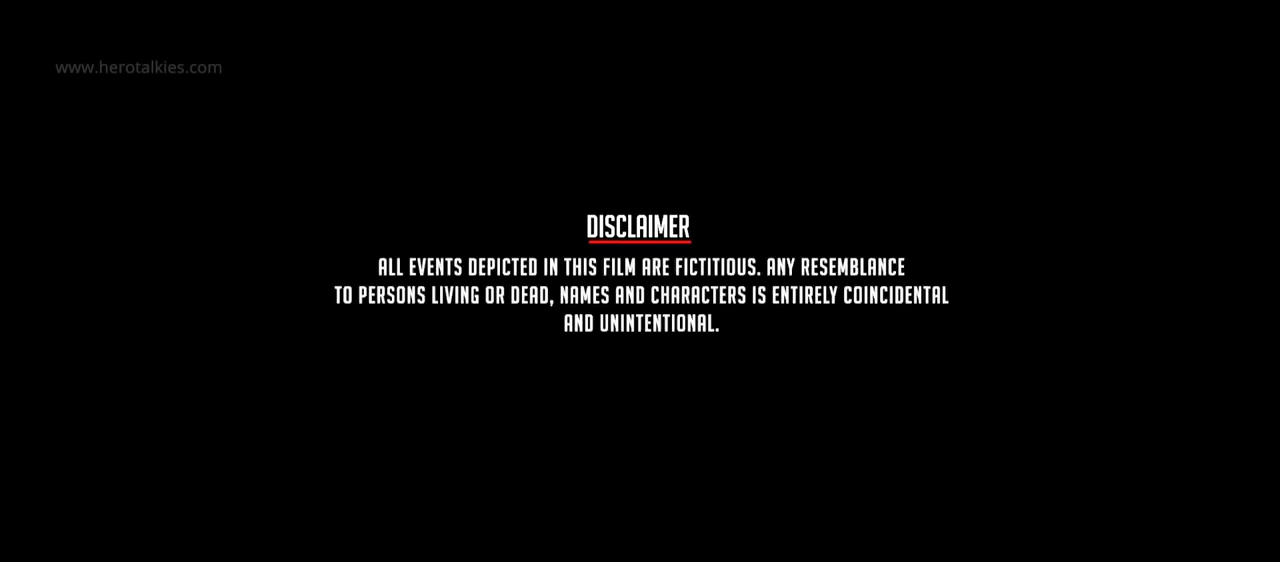 www.herotalkies.com
DISCLAIMER
ALL EVENTS DEPICTED IN THIS FILM ARE FICTITIOUS. ANY RESEMBLANCE
TO PERSONS LIVING OR DEAD, NAMES AND CHARACTERS IS ENTIRELY COINCIDENTAL
AND UNINTENTIONAL.